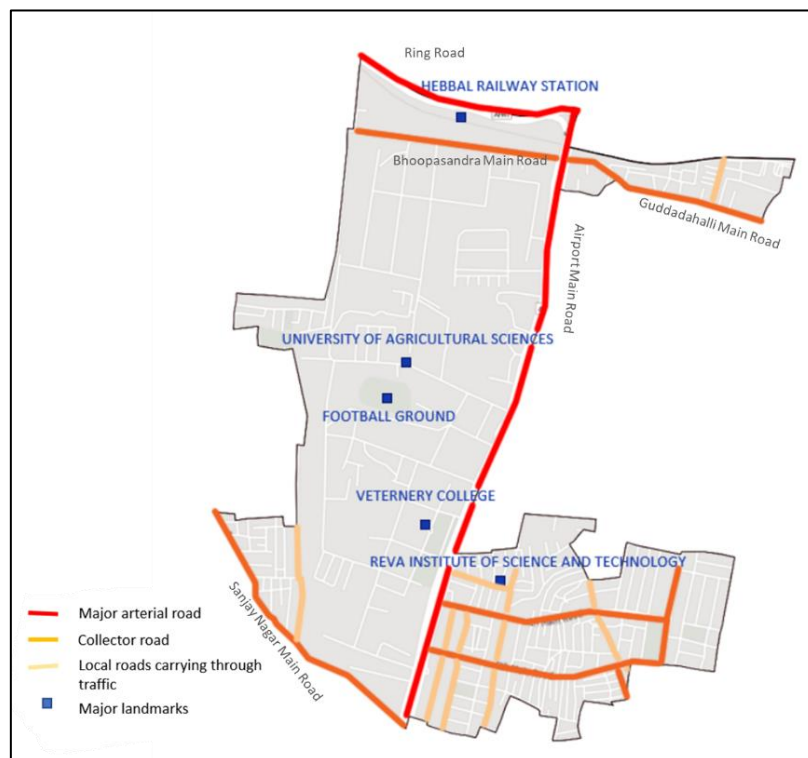 Ring Road
HEBBAL RAILWAY STATION
Bhoopasandra Main Road
Guddadahalli Main Road
Airport Main Road
UNIVERSITY OF AGRICULTURAL SCIENCES
FOOTBALL GROUND
VETERNERY COLLEGE
REVA INSTITUTE OF SCIENCE AND TECHNOLOGY
Sanjay Nagar Main Road
Major arterial road
Collector road
Local roads carrying through
traffic
Major landmarks